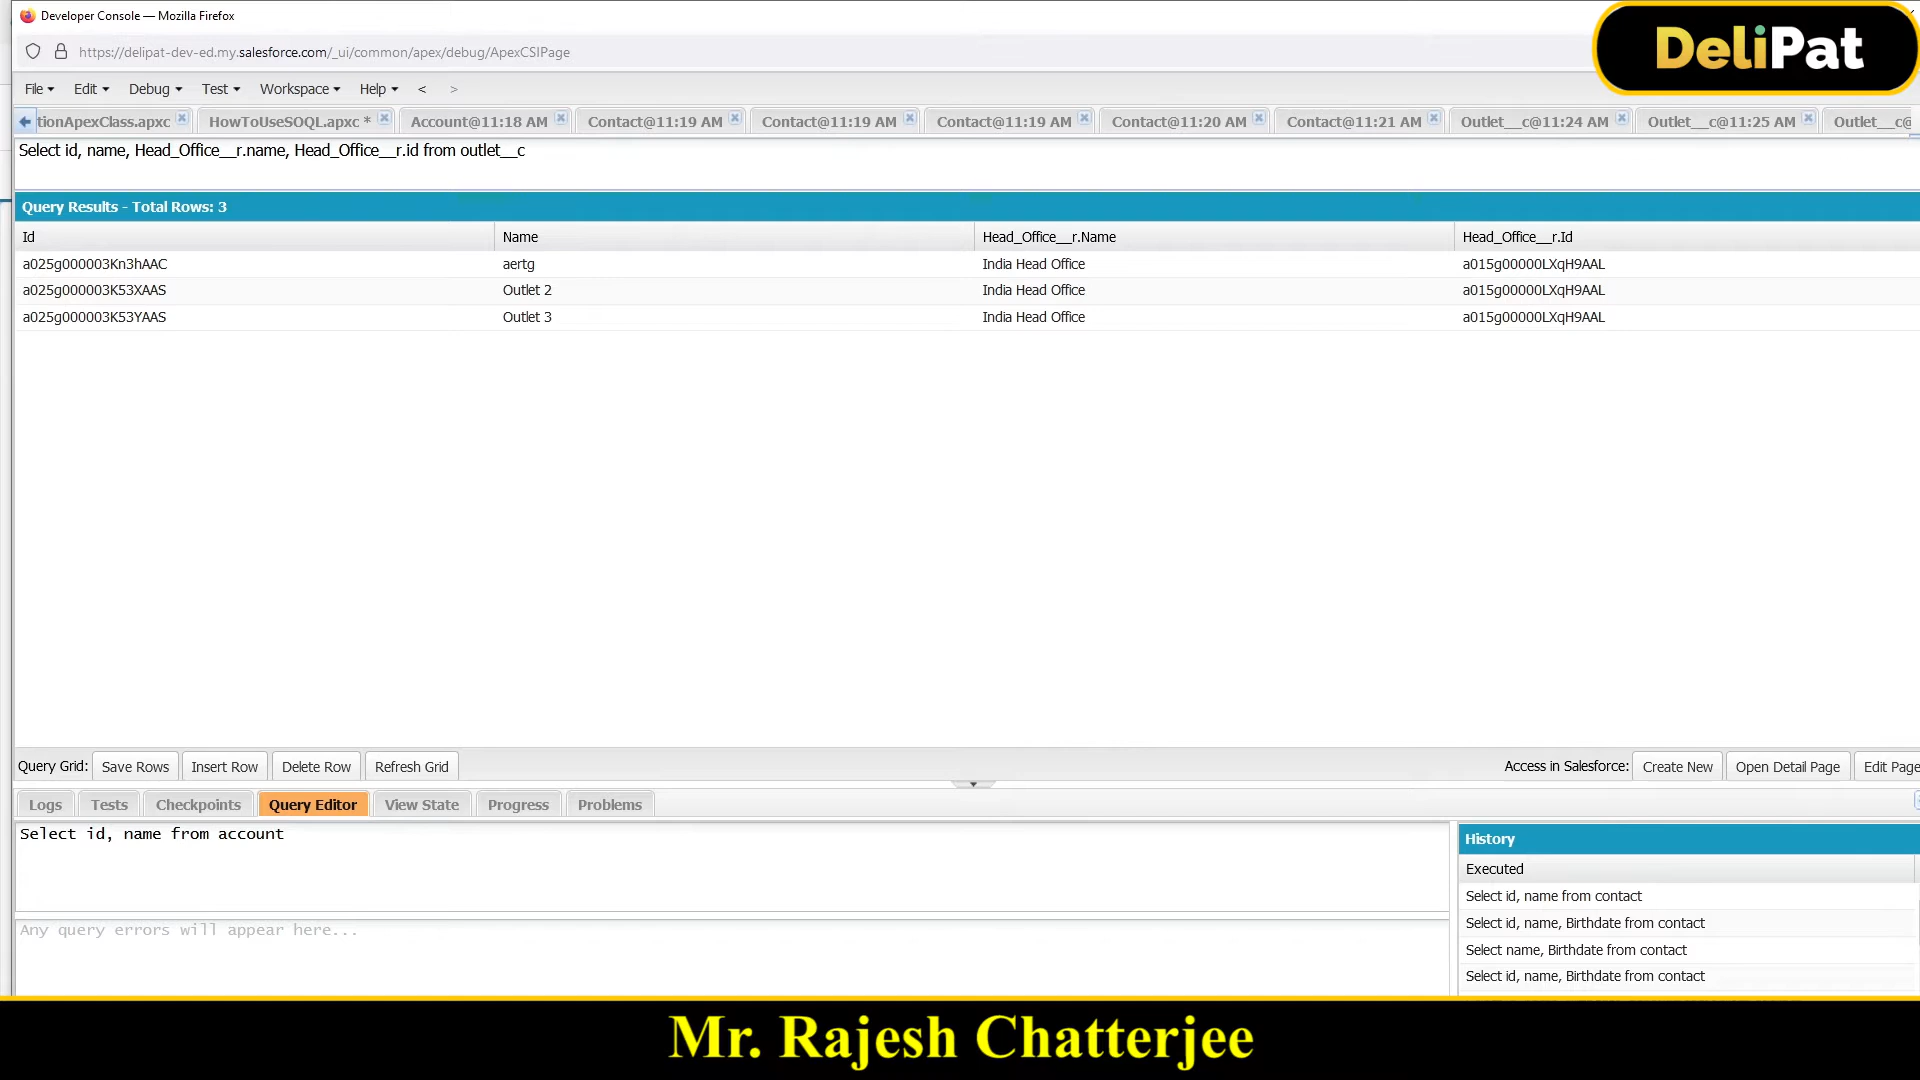 Developer Console — Mozilla Firefox
https://delipat-dev-ed.my.salesforce.com/_ui/common/apex/debug/ApexCSIPage
DeliPat
File Edit Debug Test Workspace Help < >
tionApexClass.apxc HowToUseSOQL.apxc * Account@11:18 AM Contact@11:19 AM Contact@11:19 AM Contact@11:19 AM Contact@11:20 AM Contact@11:21 AM Outlet__c@11:24 AM Outlet__c@11:25 AM Outlet__c@
Select id, name, Head_Office__r.name, Head_Office__r.id from outlet__c
Query Results - Total Rows: 3
Id Name Head_Office__r.Name Head_Office__r.Id
a025g000003Kn3hAAC aertg India Head Office a015g00000LXqH9AAL
a025g000003K53XAAS Outlet 2 India Head Office a015g00000LXqH9AAL
a025g000003K53YAAS Outlet 3 India Head Office a015g00000LXqH9AAL
Query Grid: Save Rows Insert Row Delete Row Refresh Grid Access in Salesforce: Create New Open Detail Page Edit Page
Logs Tests Checkpoints Query Editor View State Progress Problems
Select id, name from account
Any query errors will appear here...
History
Executed
Select id, name from contact
Select id, name, Birthdate from contact
Select name, Birthdate from contact
Select id, name, Birthdate from contact
Mr. Rajesh Chatterjee